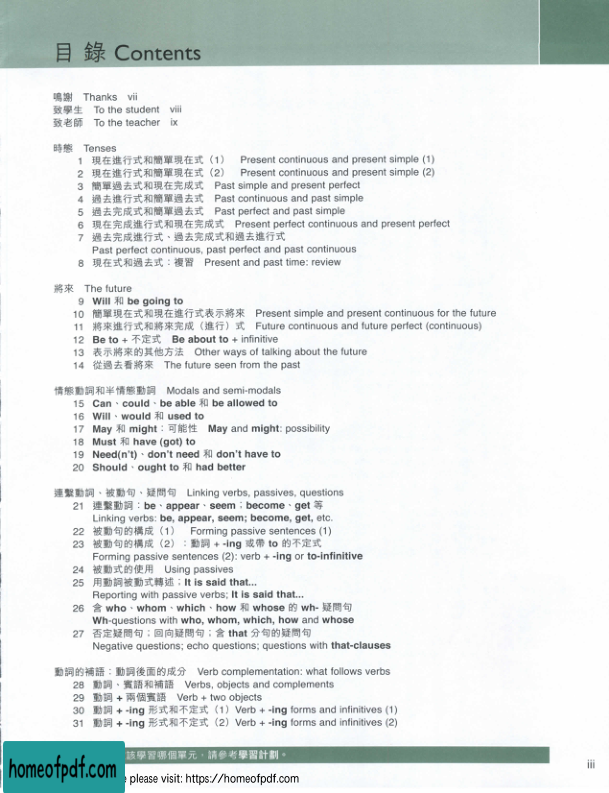 目 錄 Contents
鳴謝 Thanks vii
致學生 To the student viii
致老師 To the teacher ix
時態 Tenses
1 現在進行式和簡單現在式（1） Present continuous and present simple (1)
2 現在進行式和簡單現在式（2） Present continuous and present simple (2)
3 簡單過去式和現在完成式 Past simple and present perfect
4 過去進行式和簡單過去式 Past continuous and past simple
5 過去完成式和簡單過去式 Past perfect and past simple
6 現在完成進行式和現在完成式 Present perfect continuous and present perfect
7 過去完成進行式、過去完成式和過去進行式
Past perfect continuous, past perfect and past continuous
8 現在式和過去式：複習 Present and past time: review
將來 The future
9 Will 和 be going to
10 簡單現在式和現在進行式表示將來 Present simple and present continuous for the future
11 將來進行式和將來完成（進行）式 Future continuous and future perfect (continuous)
12 Be to + 不定式 Be about to + infinitive
13 表示將來的其他方法 Other ways of talking about the future
14 從過去看將來 The future seen from the past
情態動詞和半情態動詞 Modals and semi-modals
15 Can、could、be able 和 be allowed to
16 Will、would 和 used to
17 May 和 might：可能性 May and might: possibility
18 Must 和 have (got) to
19 Need(n't)、don't need 和 don't have to
20 Should、ought to 和 had better
連繫動詞、被動句、疑問句 Linking verbs, passives, questions
21 連繫動詞：be、appear、seem；become、get 等
Linking verbs: be, appear, seem; become, get, etc.
22 被動句的構成（1） Forming passive sentences (1)
23 被動句的構成（2）：動詞 + -ing 或帶 to 的不定式
Forming passive sentences (2): verb + -ing or to-infinitive
24 被動式的使用 Using passives
25 用動詞被動式轉述；It is said that...
Reporting with passive verbs; It is said that...
26 含 who、whom、which、how 和 whose 的 wh- 疑問句
Wh-questions with who, whom, which, how and whose
27 否定疑問句；回向疑問句；含 that 分句的疑問句
Negative questions; echo questions; questions with that-clauses
動詞的補語：動詞後面的成分 Verb complementation: what follows verbs
28 動詞、賓語和補語 Verbs, objects and complements
29 動詞 + 兩個賓語 Verb + two objects
30 動詞 + -ing 形式和不定式（1）Verb + -ing forms and infinitives (1)
31 動詞 + -ing 形式和不定式（2）Verb + -ing forms and infinitives (2)
該學習哪個單元，請參考學習計劃。
iii
homeofpdf.com
please visit: https://homeofpdf.com